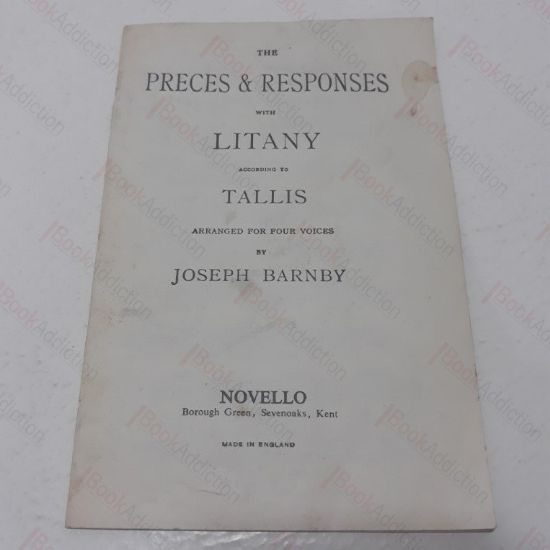 THE
PRECES & RESPONSES
WITH
LITANY
ACCORDING TO
TALLIS
ARRANGED FOR FOUR VOICES
BY
JOSEPH BARNBY
NOVELLO
Borough Green, Sevenoaks, Kent
MADE IN ENGLAND
BookAddiction